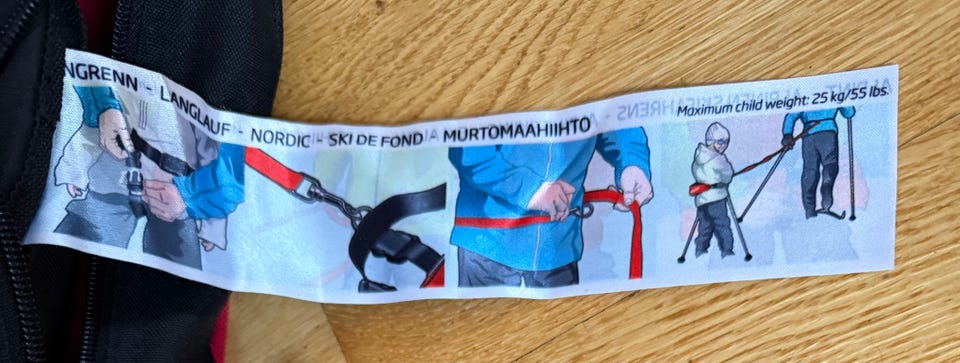 NGRENN - LANGLAUF - NORDIC - SKI DE FOND MURTOMAAHIIHTO
Maximum child weight: 25 kg/55 lbs.